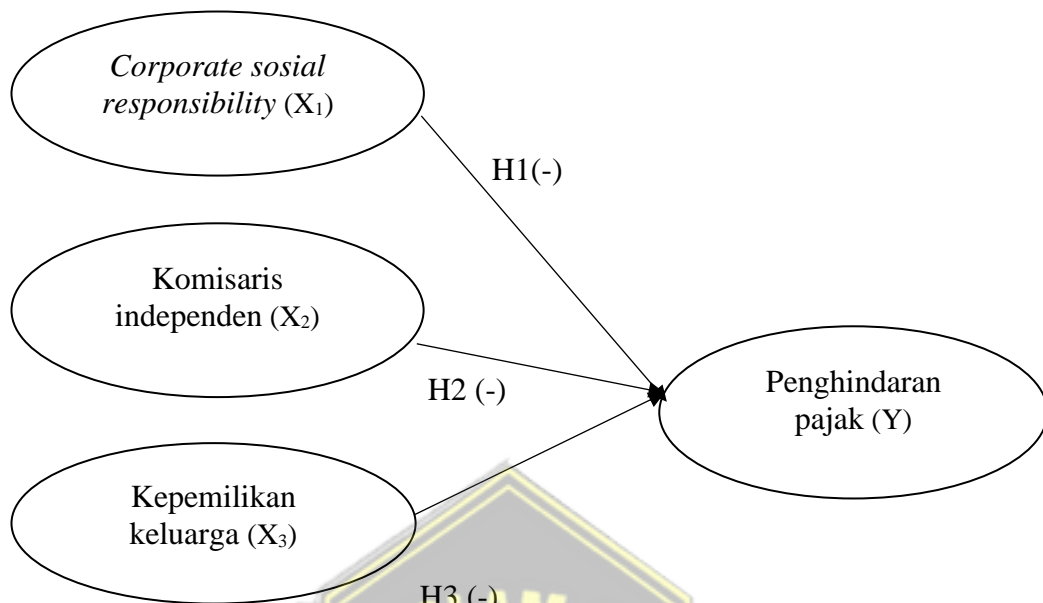 Corporate sosial
responsibility (X₁)
H1(-)
Komisaris
independen (X₂)
H2 (-)
Penghindaran
pajak (Y)
Kepemilikan
keluarga (X₃)
H3 (-)